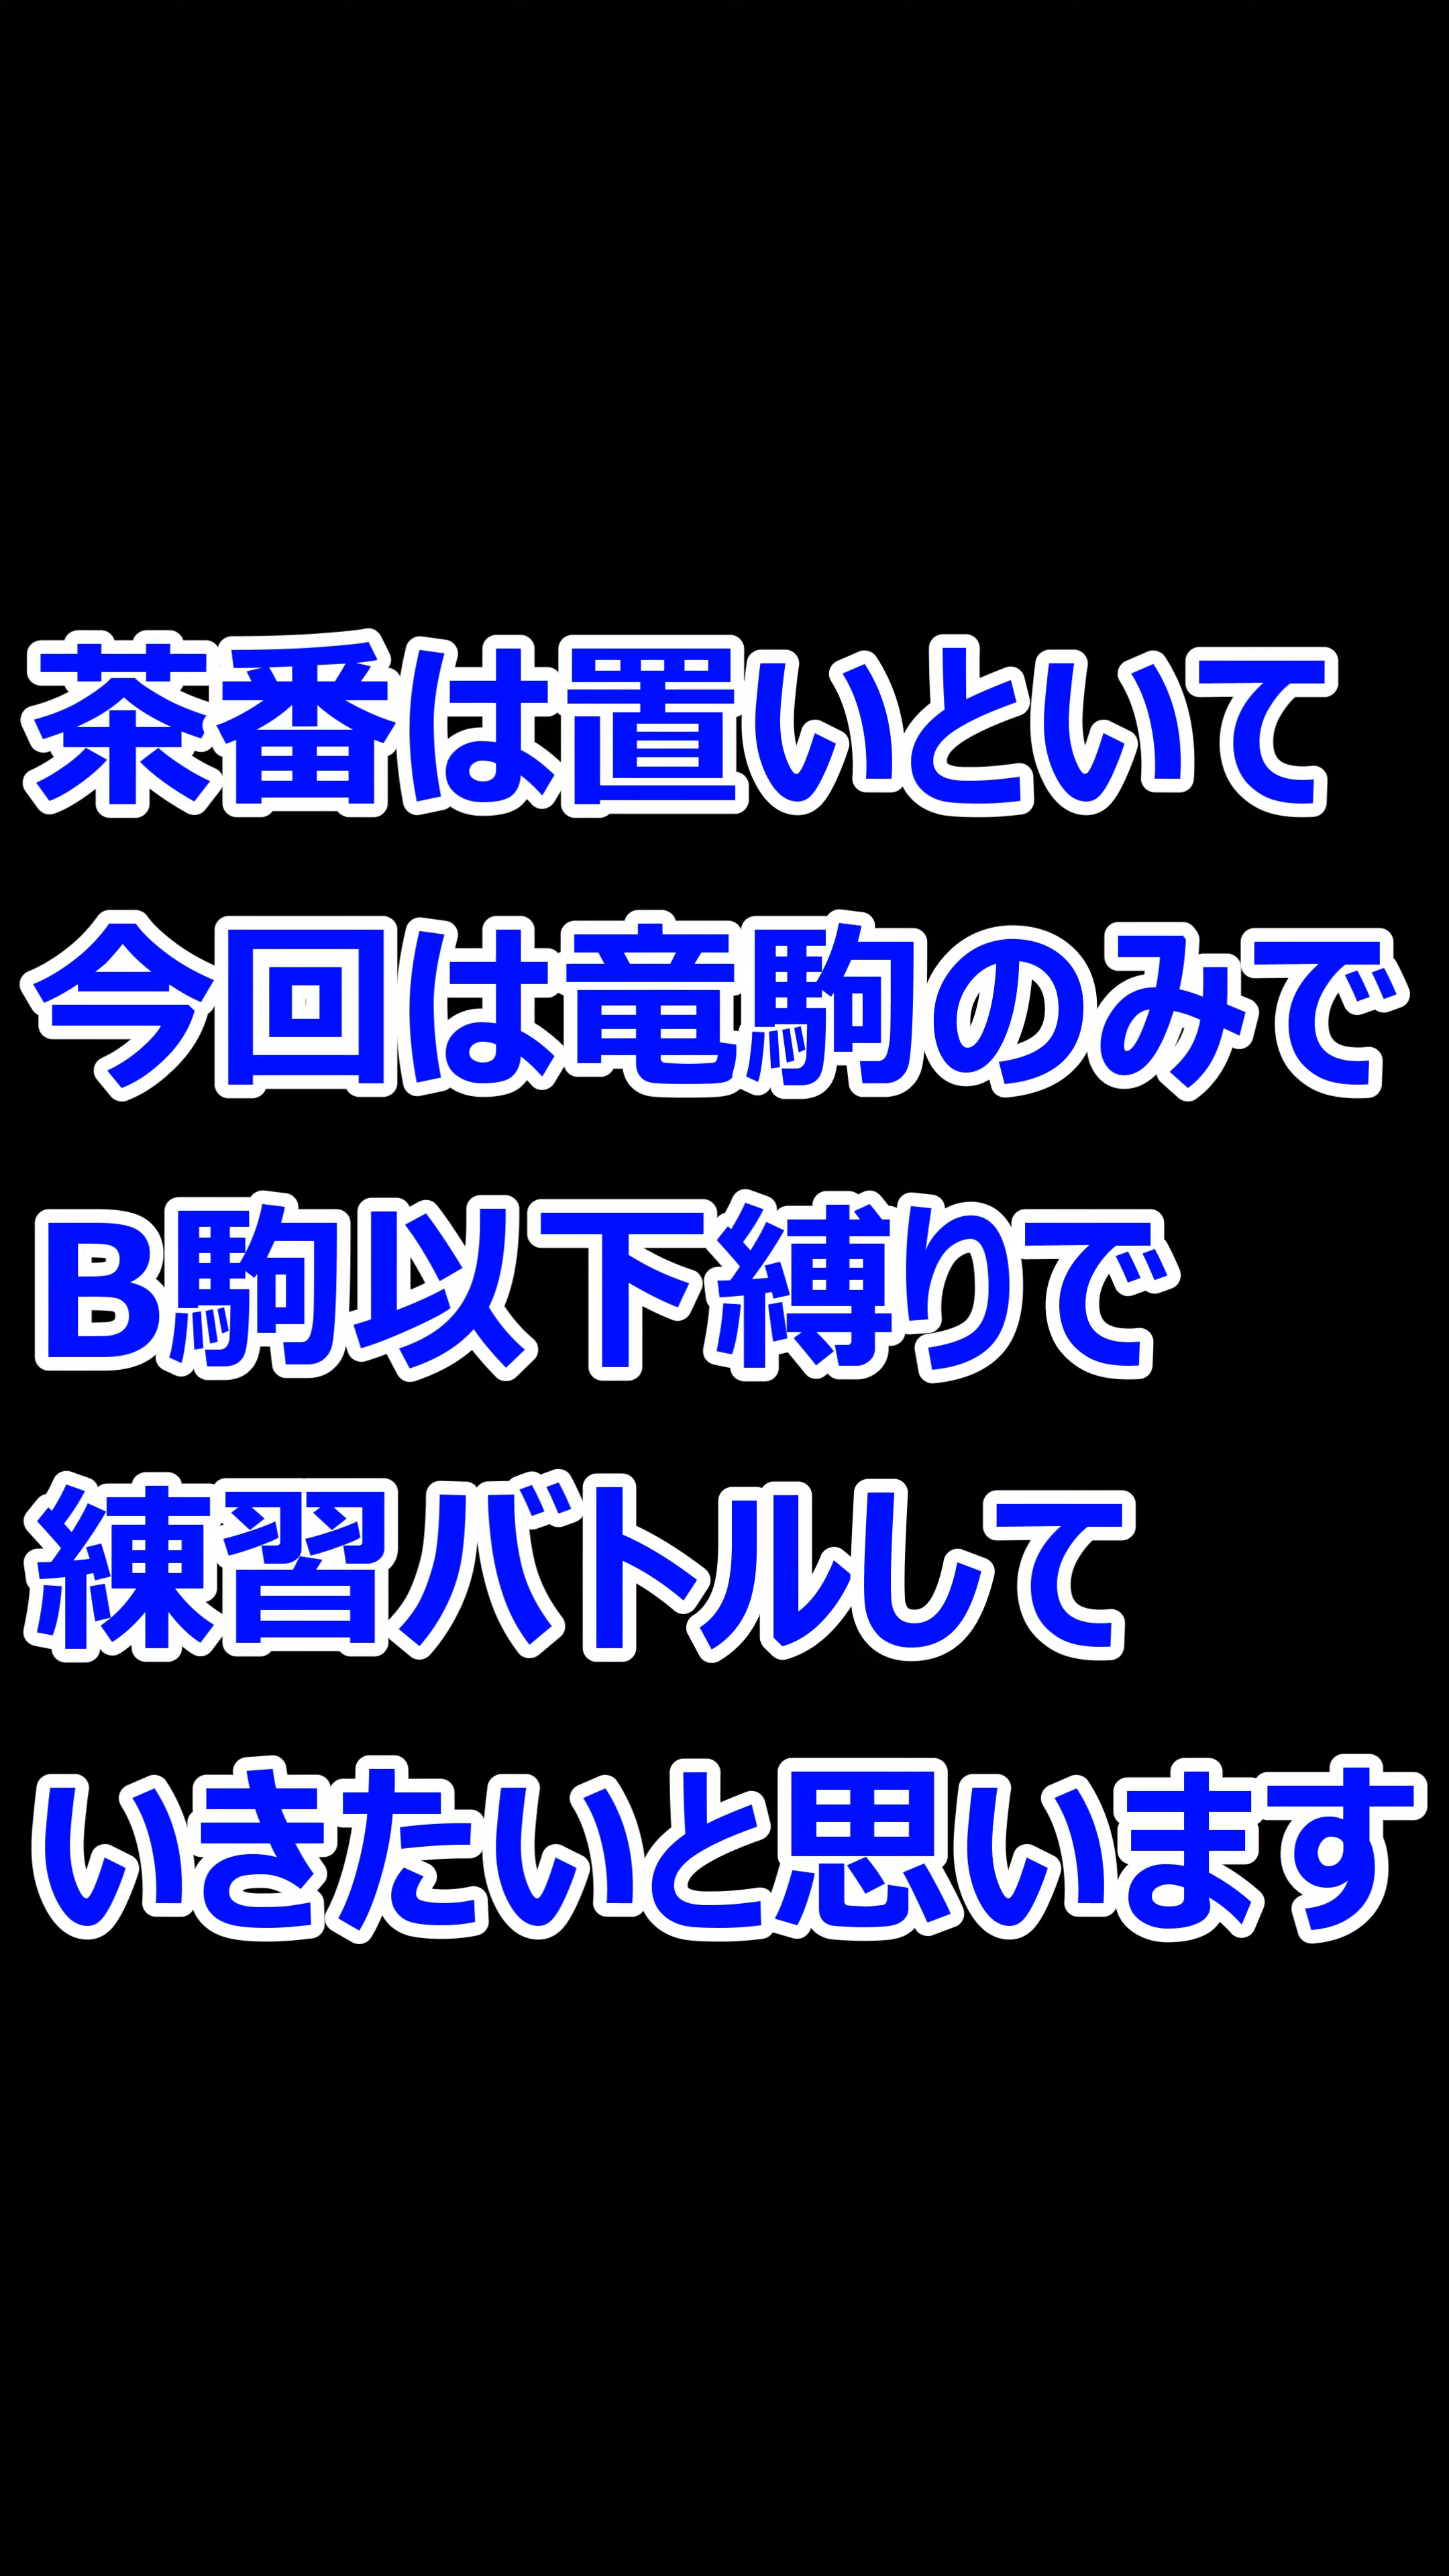 茶番は置いといて
今回は竜駒のみで
B駒以下縛りで
練習バトルして
いきたいと思います